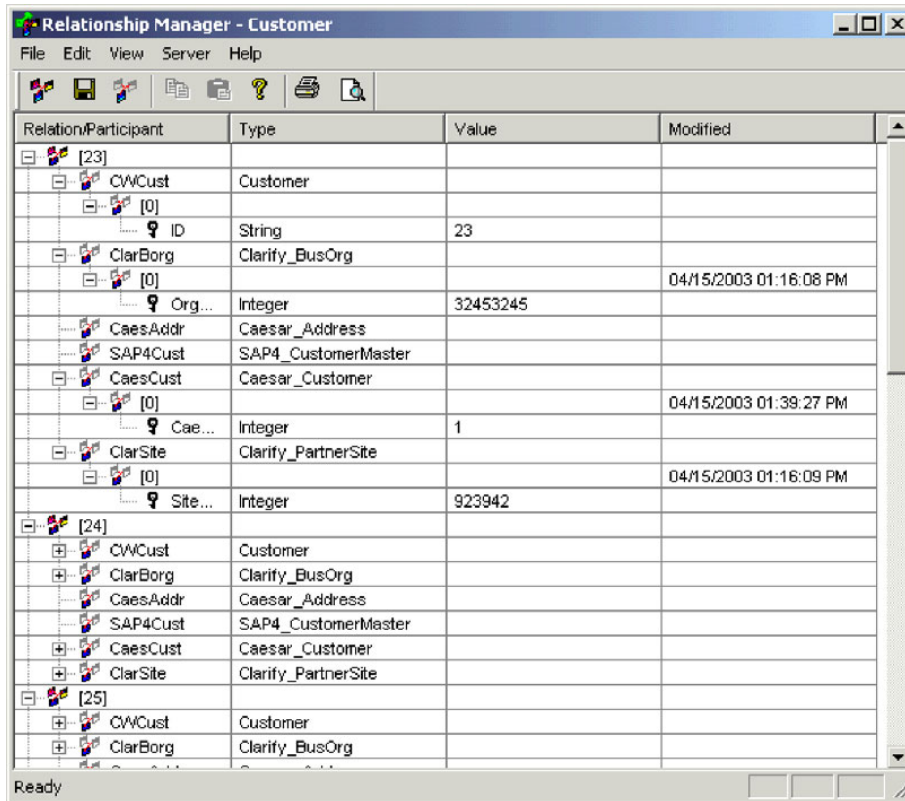 Relationship Manager - Customer
File Edit View Server Help
Relation/Participant Type Value Modified
[23]
CWCust Customer
[0]
ID String 23
ClarBorg Clarify_BusOrg
[0] 04/15/2003 01:16:08 PM
Org... Integer 32453245
CaesAddr Caesar_Address
SAP4Cust SAP4_CustomerMaster
CaesCust Caesar_Customer
[0] 04/15/2003 01:39:27 PM
Cae... Integer 1
ClarSite Clarify_PartnerSite
[0] 04/15/2003 01:16:09 PM
Site... Integer 923942
[24]
CWCust Customer
ClarBorg Clarify_BusOrg
CaesAddr Caesar_Address
SAP4Cust SAP4_CustomerMaster
CaesCust Caesar_Customer
ClarSite Clarify_PartnerSite
[25]
CWCust Customer
ClarBorg Clarify_BusOrg
Ready